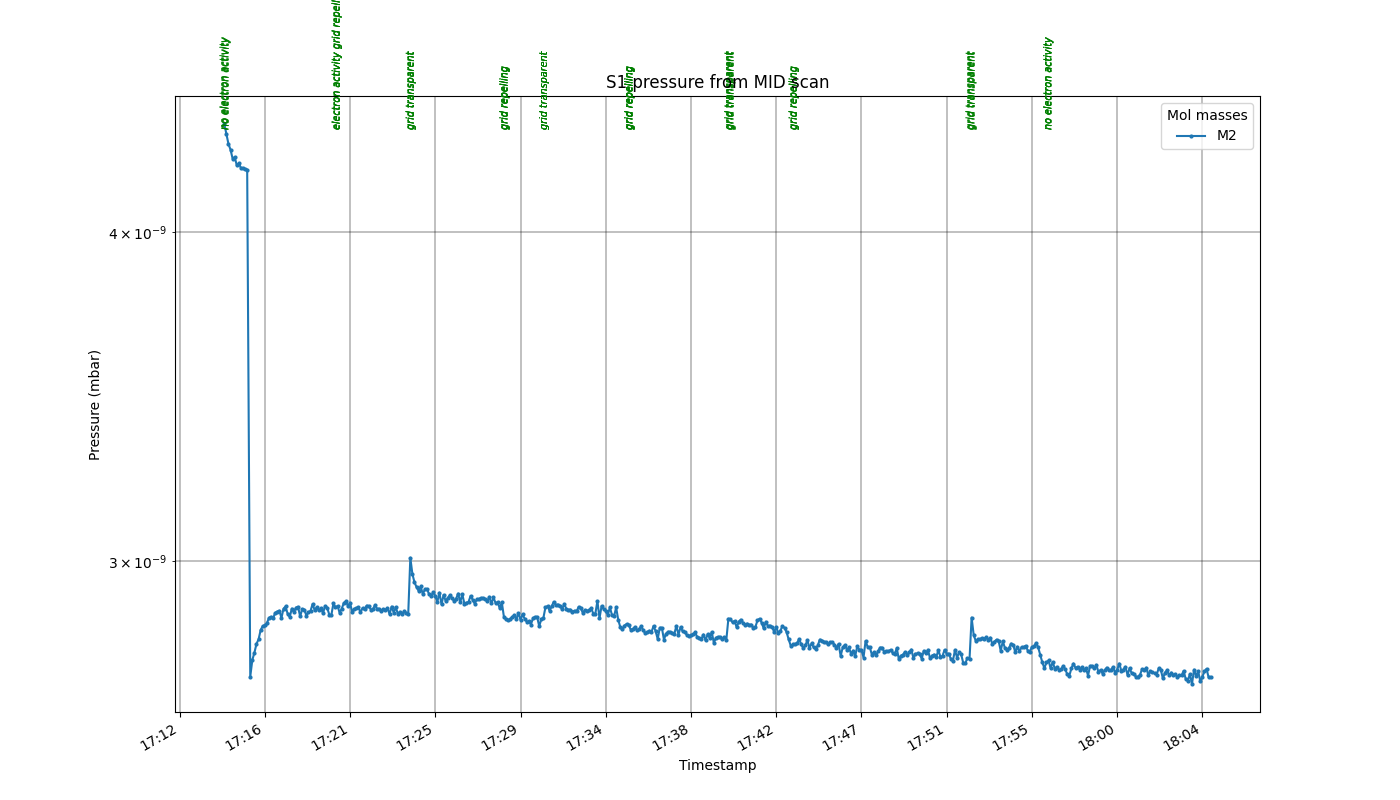 no electron activity
electron activity grid repell
grid transparent
grid repelling
grid transparent
grid repelling
grid transparent
grid repelling
grid transparent
no electron activity
S1 pressure from MID scan
Mol masses
M2
Pressure (mbar)
4 × 10⁻⁹
3 × 10⁻⁹
17:12
17:16
17:21
17:25
17:29
17:34
17:38
17:42
17:47
17:51
17:55
18:00
18:04
Timestamp